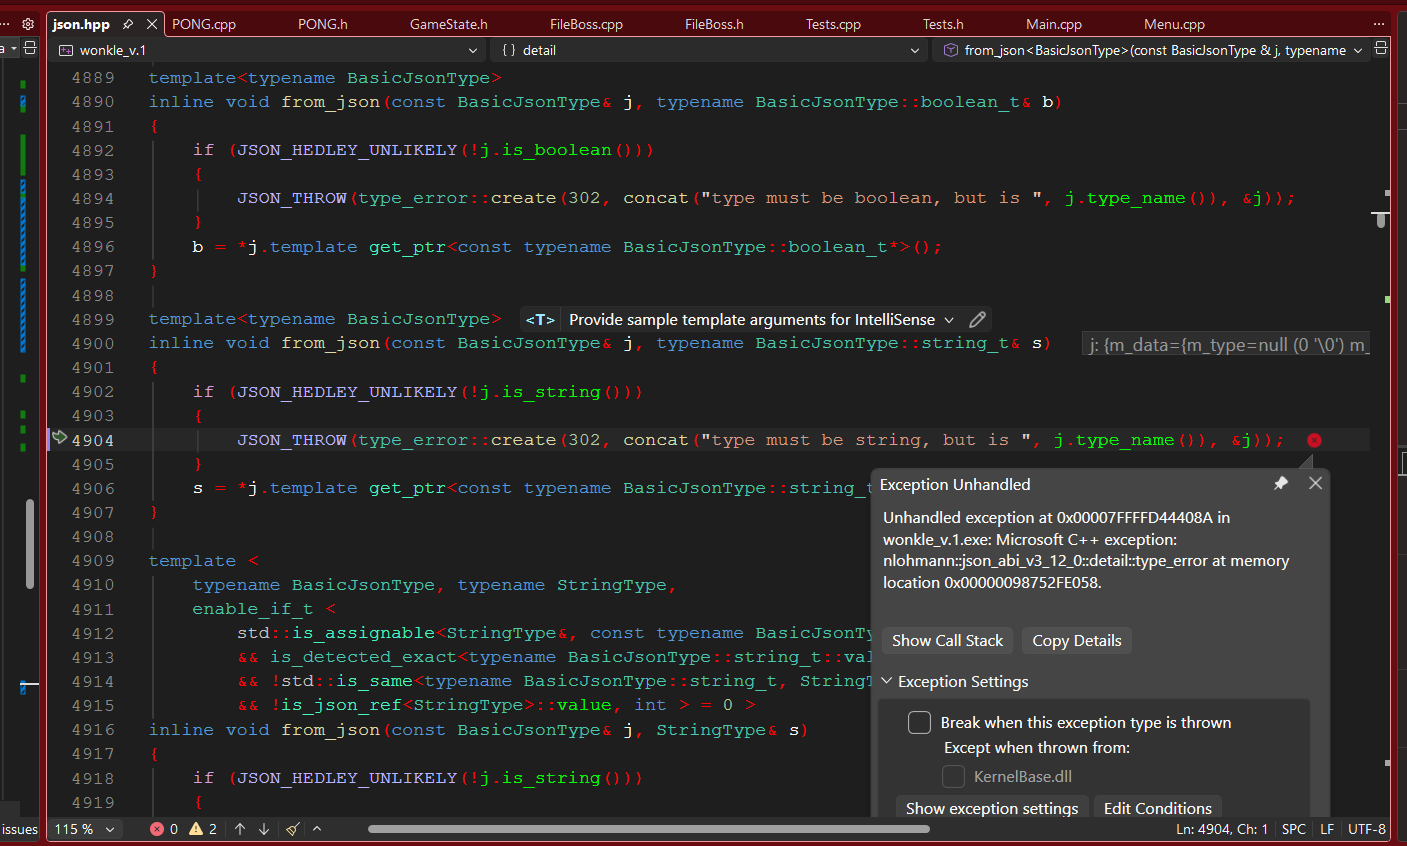 json.hpp PONG.cpp PONG.h GameState.h FileBoss.cpp FileBoss.h Tests.cpp Tests.h Main.cpp Menu.cpp
a wonkle_v.1 { } detail from_json<BasicJsonType>(const BasicJsonType & j, typename
4889 template<typename BasicJsonType>
4890 inline void from_json(const BasicJsonType& j, typename BasicJsonType::boolean_t& b)
4891 {
4892 if (JSON_HEDLEY_UNLIKELY(!j.is_boolean()))
4893 {
4894 JSON_THROW(type_error::create(302, concat("type must be boolean, but is ", j.type_name()), &j));
4895 }
4896 b = *j.template get_ptr<const typename BasicJsonType::boolean_t*>();
4897 }
4898
4899 template<typename BasicJsonType> <T> Provide sample template arguments for IntelliSense
4900 inline void from_json(const BasicJsonType& j, typename BasicJsonType::string_t& s) j: {m_data={m_type=null (0 '\0') m_
4901 {
4902 if (JSON_HEDLEY_UNLIKELY(!j.is_string()))
4903 {
4904 JSON_THROW(type_error::create(302, concat("type must be string, but is ", j.type_name()), &j));
4905 }
4906 s = *j.template get_ptr<const typename BasicJsonType::string_t
4907 }
4908
4909 template <
4910 typename BasicJsonType, typename StringType,
4911 enable_if_t <
4912 std::is_assignable<StringType&, const typename BasicJsonTy
4913 && is_detected_exact<typename BasicJsonType::string_t::val
4914 && !std::is_same<typename BasicJsonType::string_t, StringT
4915 && !is_json_ref<StringType>::value, int > = 0 >
4916 inline void from_json(const BasicJsonType& j, StringType& s)
4917 {
4918 if (JSON_HEDLEY_UNLIKELY(!j.is_string()))
4919 {
Exception Unhandled
Unhandled exception at 0x00007FFFFD44408A in
wonkle_v.1.exe: Microsoft C++ exception:
nlohmann::json_abi_v3_12_0::detail::type_error at memory
location 0x00000098752FE058.
Show Call Stack Copy Details
Exception Settings
Break when this exception type is thrown
Except when thrown from:
KernelBase.dll
Show exception settings Edit Conditions
issues 115 % 0 2 Ln: 4904, Ch: 1 SPC LF UTF-8